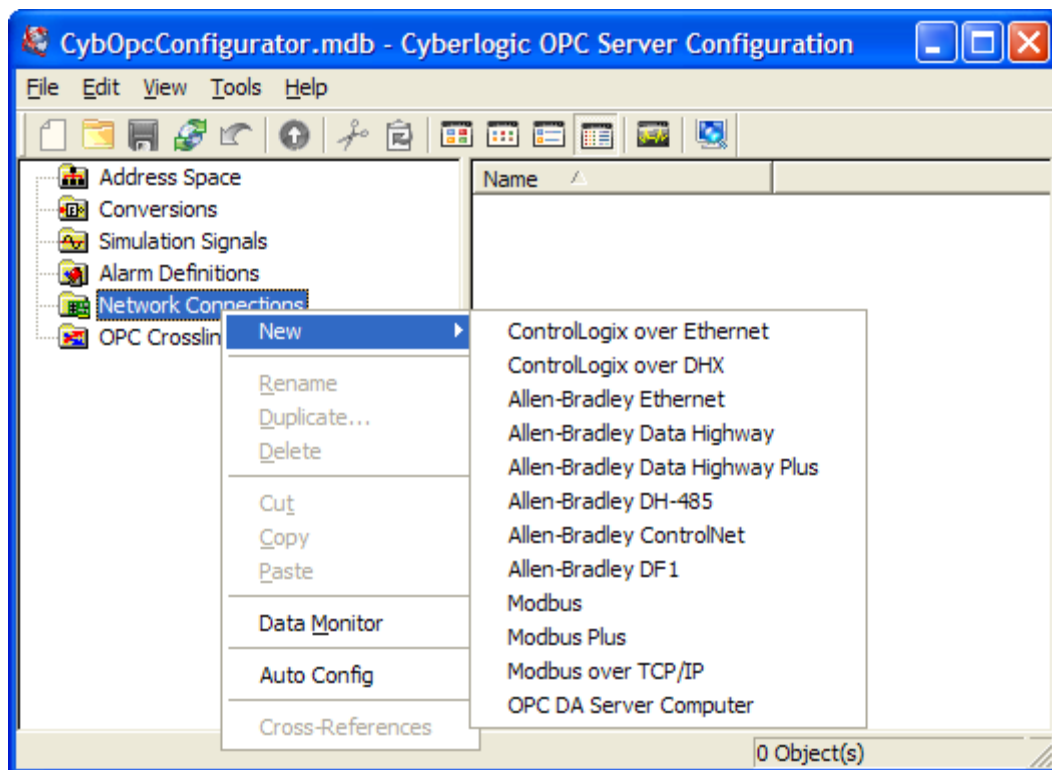 CybOpcConfigurator.mdb - Cyberlogic OPC Server Configuration
File Edit View Tools Help
Address Space
Conversions
Simulation Signals
Alarm Definitions
Network Connections
OPC Crosslin
Name
New
Rename
Duplicate...
Delete
Cut
Copy
Paste
Data Monitor
Auto Config
Cross-References
ControlLogix over Ethernet
ControlLogix over DHX
Allen-Bradley Ethernet
Allen-Bradley Data Highway
Allen-Bradley Data Highway Plus
Allen-Bradley DH-485
Allen-Bradley ControlNet
Allen-Bradley DF1
Modbus
Modbus Plus
Modbus over TCP/IP
OPC DA Server Computer
0 Object(s)